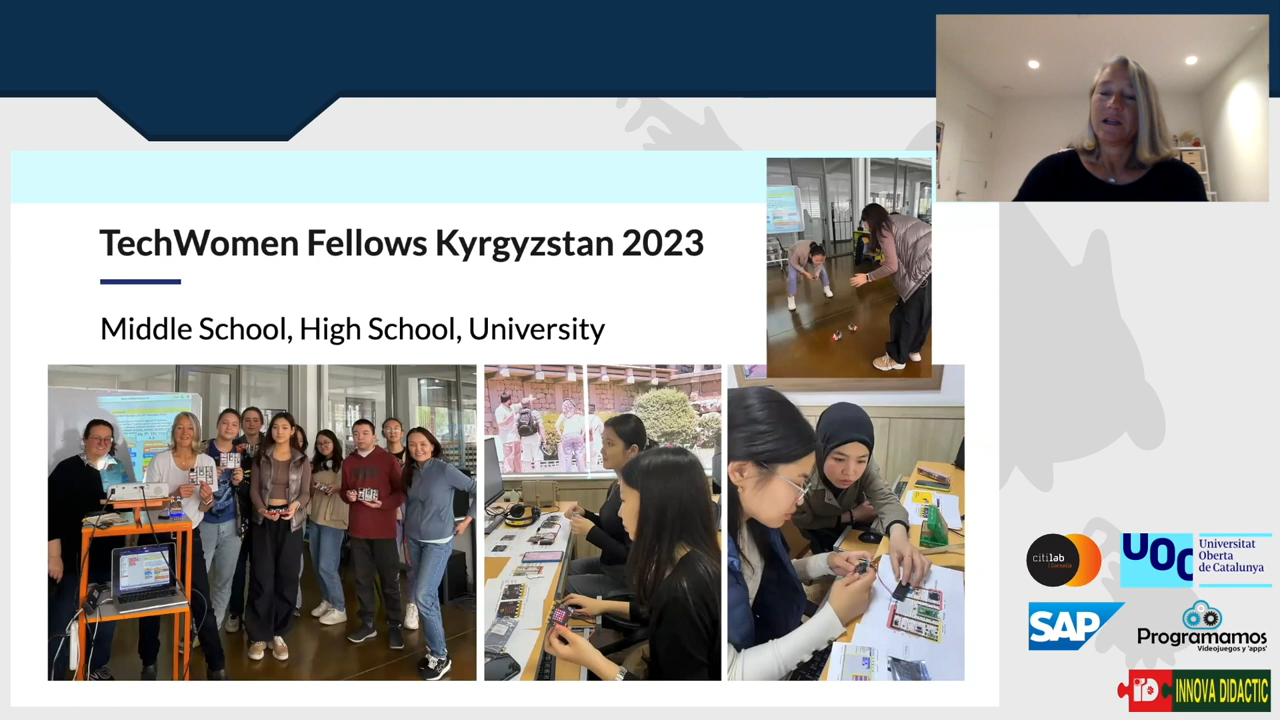 TechWomen Fellows Kyrgyzstan 2023
Middle School, High School, University
citilab
UOC
Universitat
Oberta
de Catalunya
SAP
Programamos
Videojuegos y 'apps'
iD INNOVA DIDACTIC